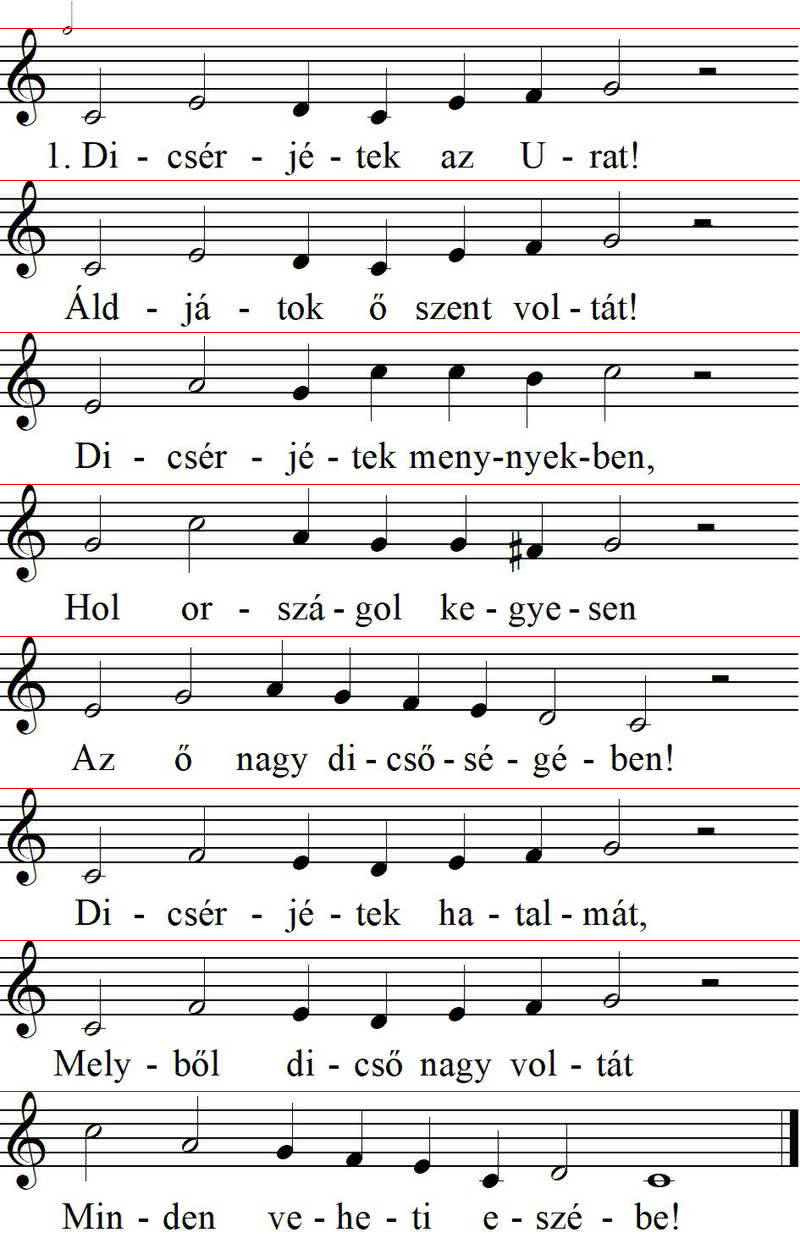 1. Di - csér - jé - tek az U - rat!
Áld - já - tok ő szent vol - tát!
Di - csér - jé - tek meny-nyek-ben,
Hol or - szá - gol ke - gye - sen
Az ő nagy di - cső - sé - gé - ben!
Di - csér - jé - tek ha - tal - mát,
Mely - ből di - cső nagy vol - tát
Min - den ve - he - ti e - szé - be!